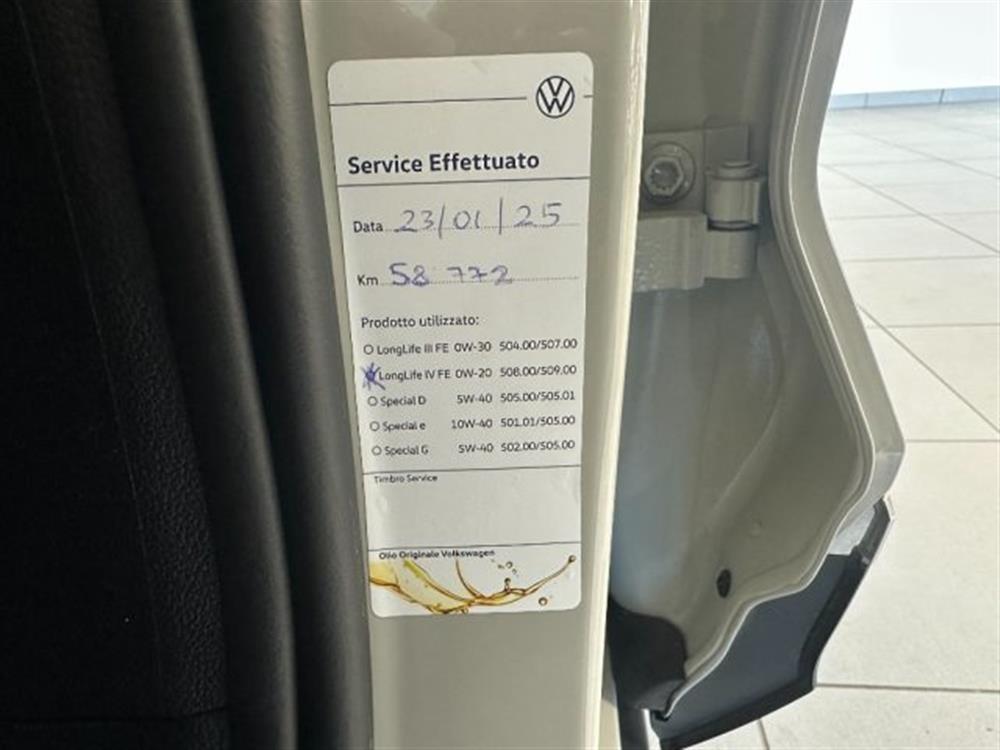 Service Effettuato
Data 23/01/25
Km 58 772
Prodotto utilizzato:
LongLife III FE 0W-30 504.00/507.00
LongLife IV FE 0W-20 508.00/509.00
Special D 5W-40 505.00/505.01
Special e 10W-40 501.01/505.00
Special G 5W-40 502.00/505.00
Timbro Service
Olio Originale Volkswagen